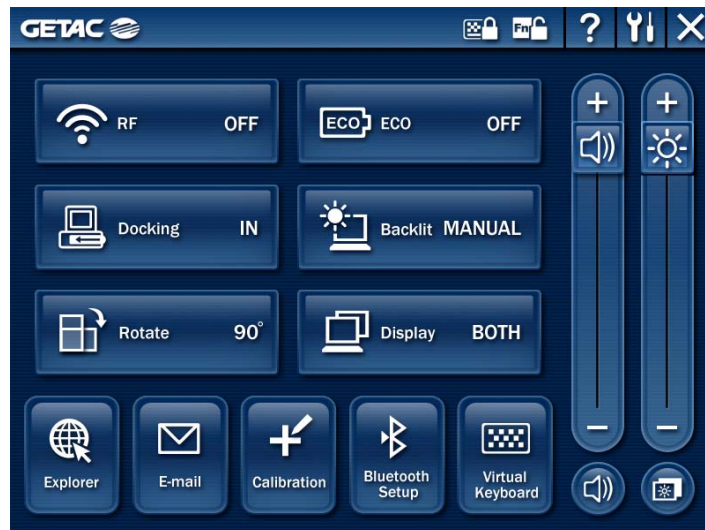 GETAC
Fn
?
RF OFF
ECO ECO OFF
Docking IN
Backlit MANUAL
Rotate 90°
Display BOTH
Explorer
E-mail
Calibration
Bluetooth
Setup
Virtual
Keyboard